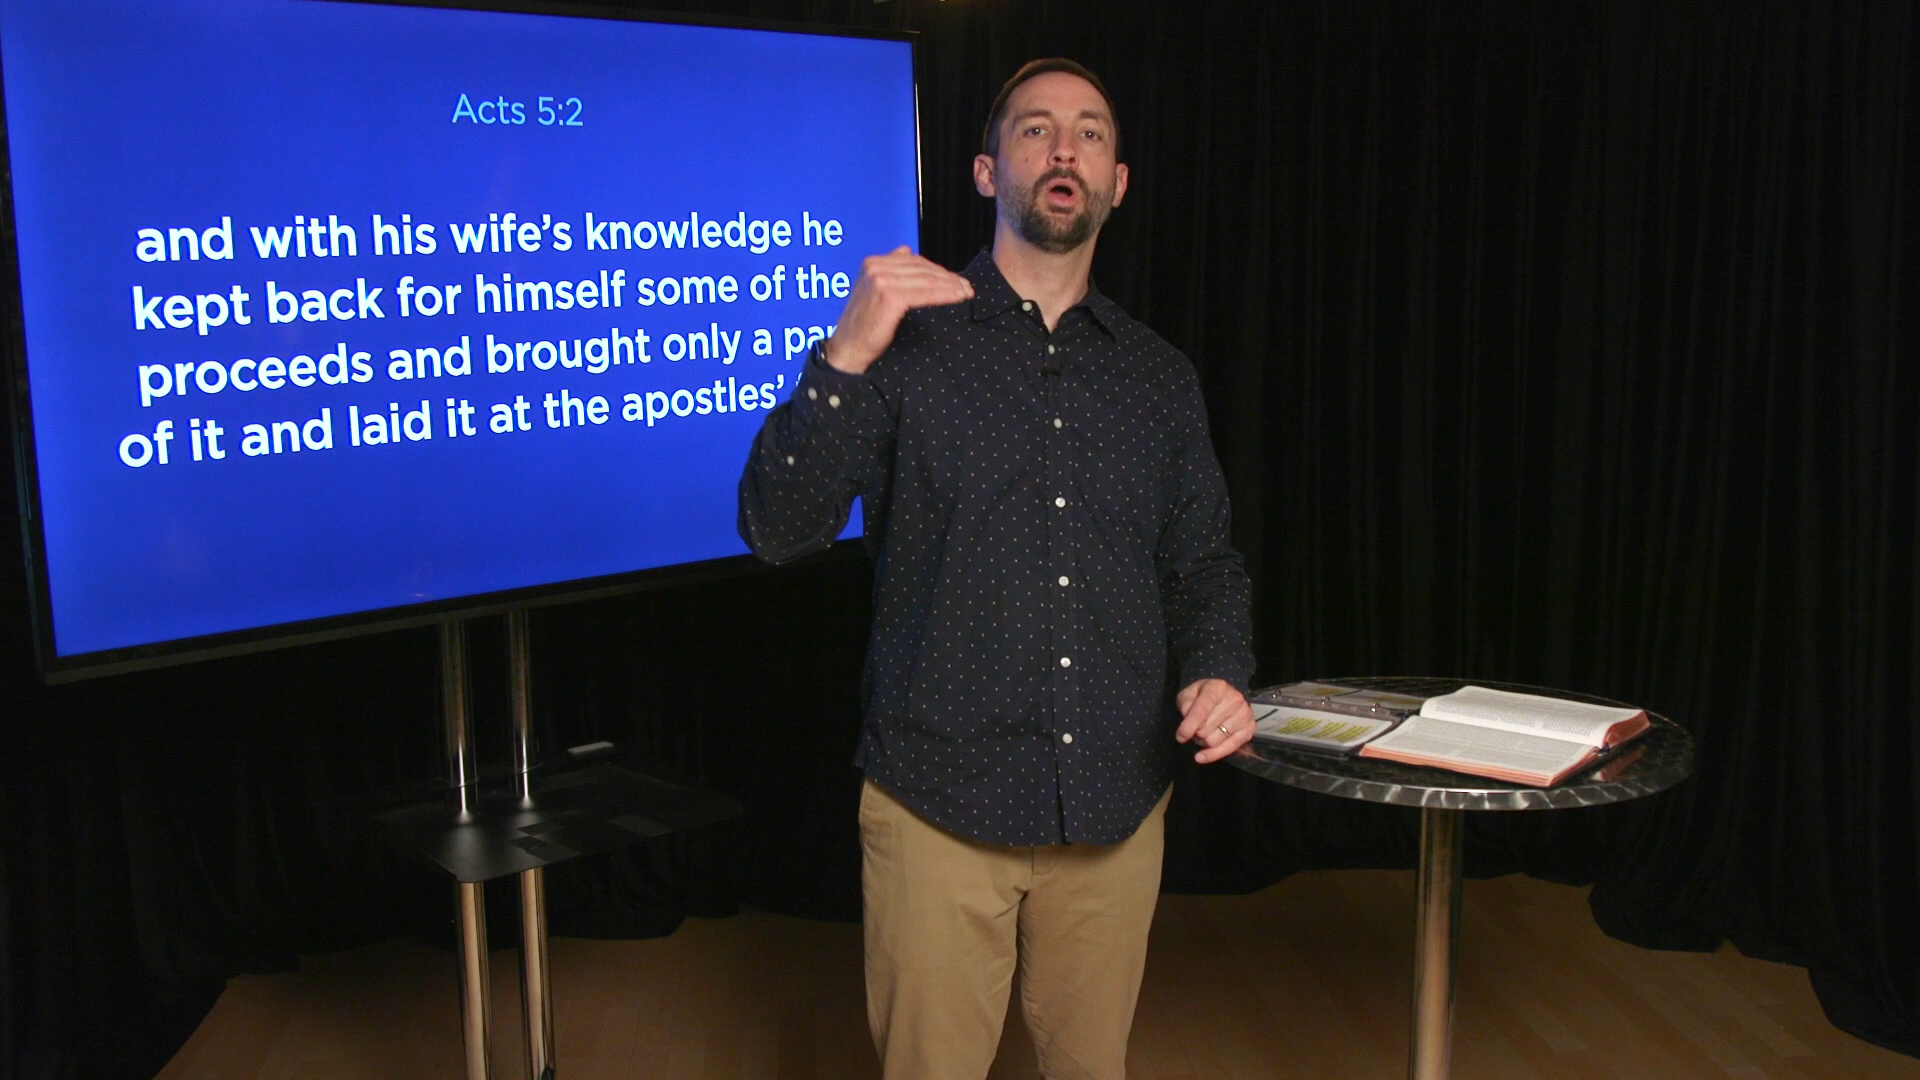 Acts 5:2
and with his wife’s knowledge he
kept back for himself some of the
proceeds and brought only a
of it and laid it at the apostles’